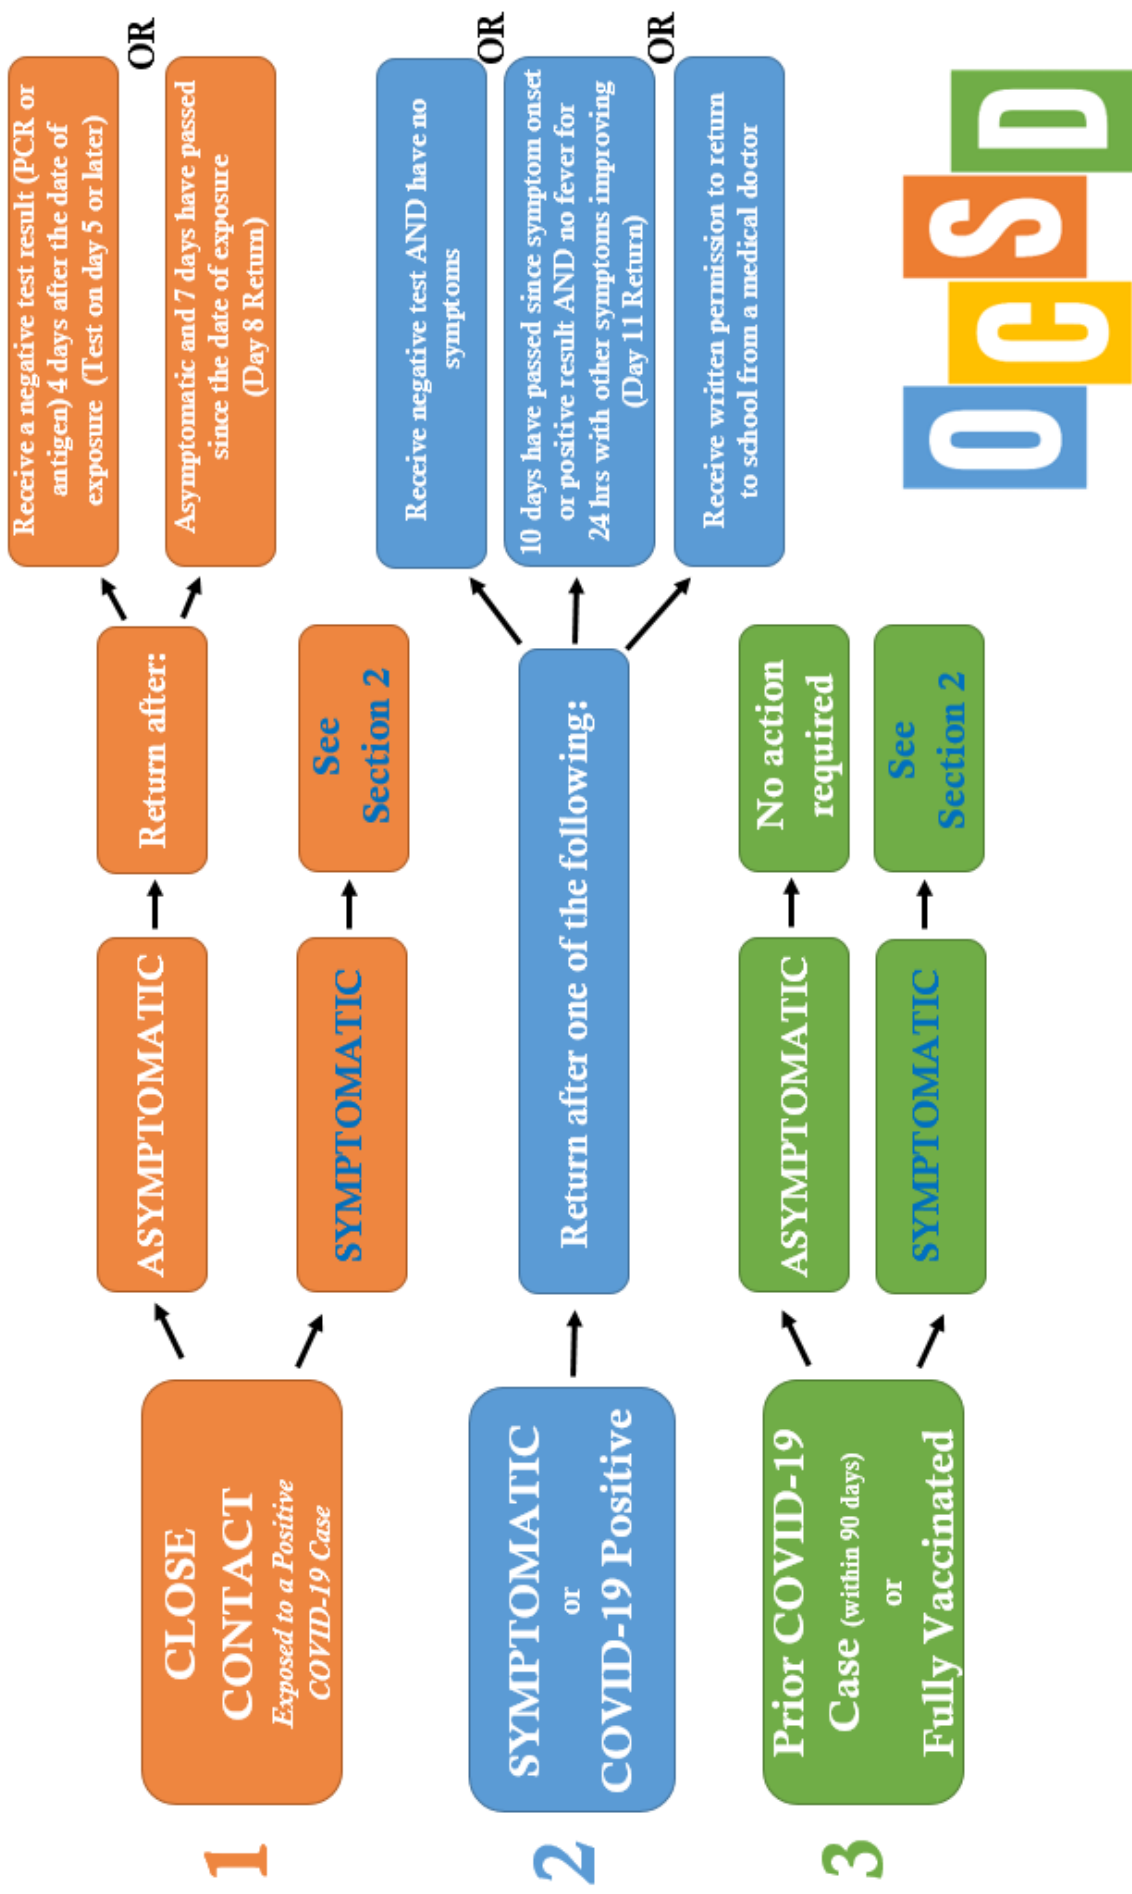 1
CLOSE
CONTACT
Exposed to a Positive
COVID-19 Case
ASYMPTOMATIC
Return after:
Receive a negative test result (PCR or
antigen) 4 days after the date of
exposure (Test on day 5 or later)
OR
Asymptomatic and 7 days have passed
since the date of exposure
(Day 8 Return)
SYMPTOMATIC
See
Section 2
2
SYMPTOMATIC
or
COVID-19 Positive
Return after one of the following:
Receive negative test AND have no
symptoms
OR
10 days have passed since symptom onset
or positive result AND no fever for
24 hrs with other symptoms improving
(Day 11 Return)
OR
Receive written permission to return
to school from a medical doctor
3
Prior COVID-19
Case (within 90 days)
or
Fully Vaccinated
ASYMPTOMATIC
No action
required
SYMPTOMATIC
See
Section 2
OCSD